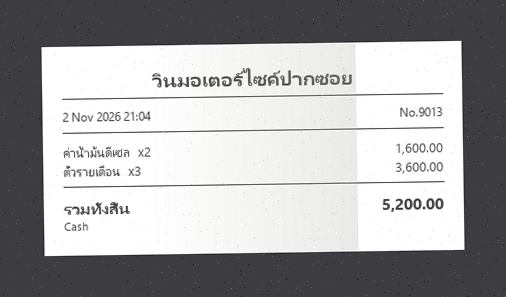 วินมอเตอร์ไซค์ปากซอย
2 Nov 2026 21:04 No.9013
ค่าน้ำมันดีเซล x2 1,600.00
ตั๋วรายเดือน x3 3,600.00
รวมทั้งสิ้น 5,200.00
Cash